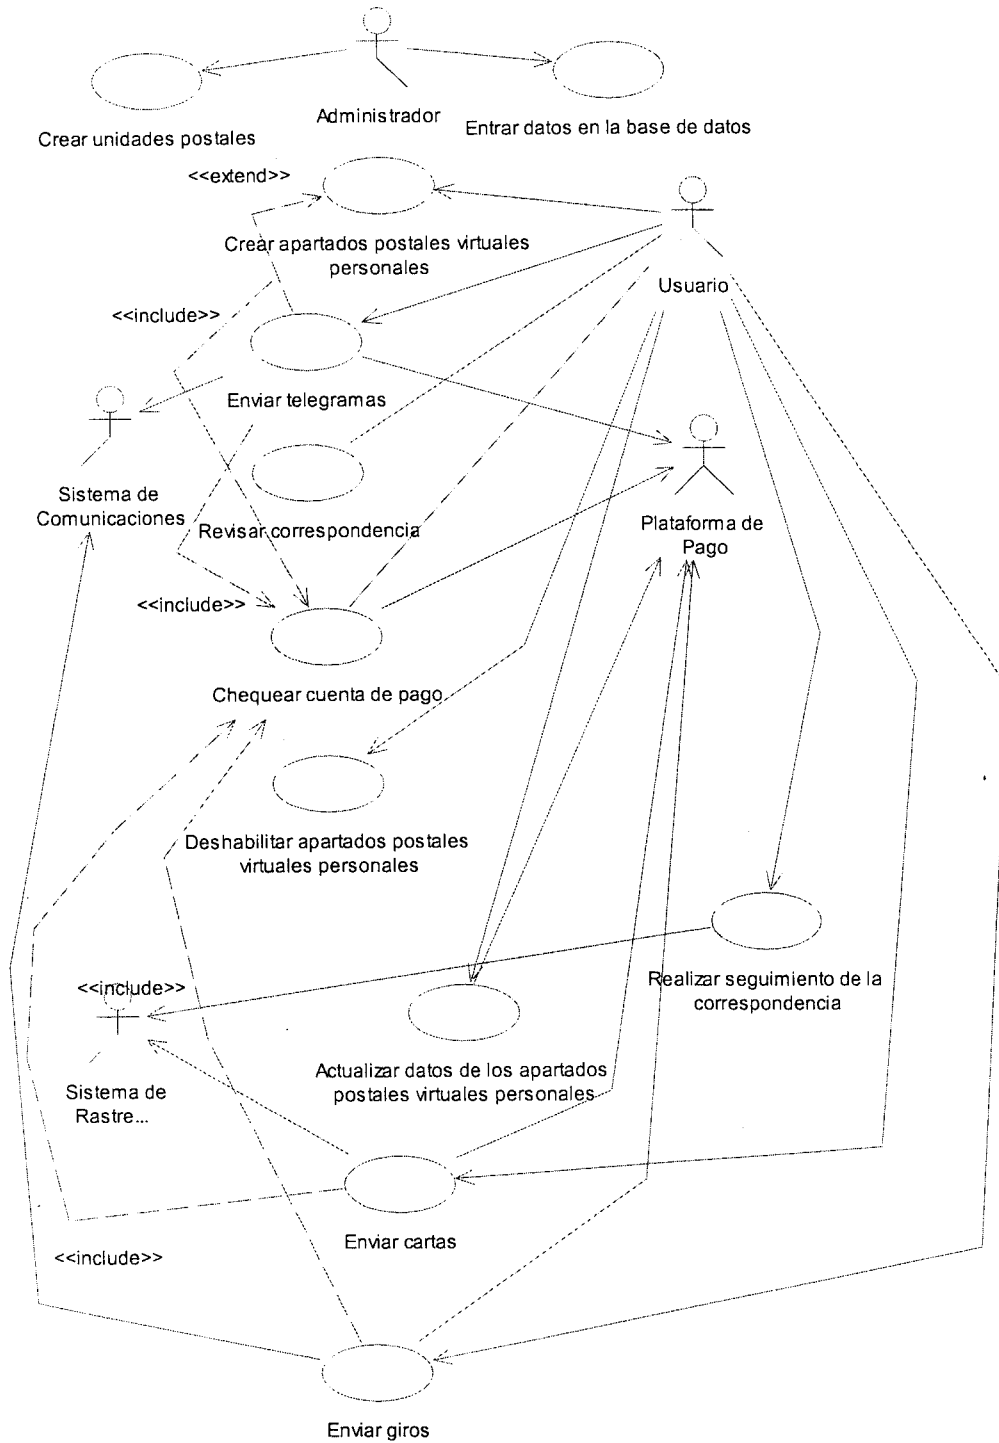 Administrador
Crear unidades postales
Entrar datos en la base de datos
<<extend>>
Crear apartados postales virtuales
personales
Usuario
<<include>>
Enviar telegramas
Sistema de
Comunicaciones
Revisar correspondencia
Plataforma de
Pago
<<include>>
Chequear cuenta de pago
Deshabilitar apartados postales
virtuales personales
<<include>>
Realizar seguimiento de la
correspondencia
Actualizar datos de los apartados
postales virtuales personales
Sistema de
Rastre...
Enviar cartas
<<include>>
Enviar giros